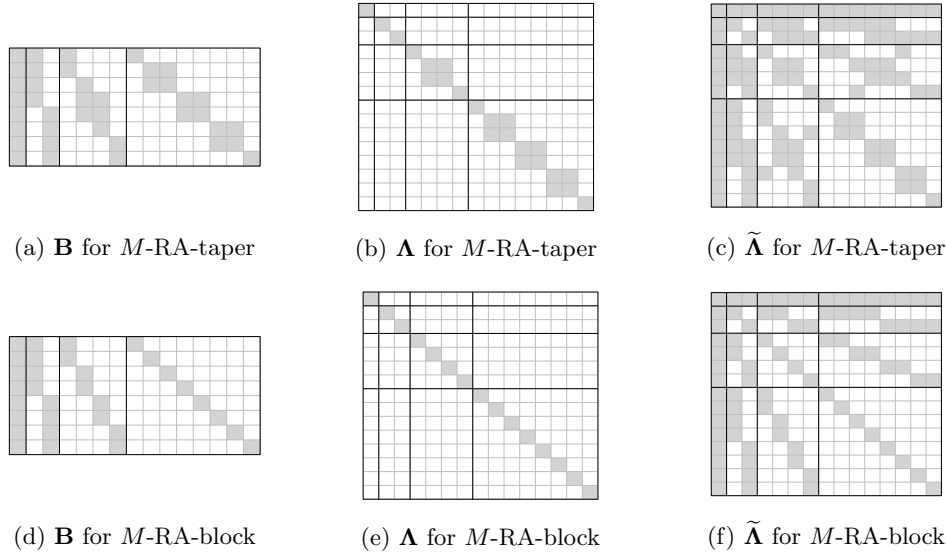 (a) B for M-RA-taper
(b) Λ for M-RA-taper
(c) Λ̃ for M-RA-taper
(d) B for M-RA-block
(e) Λ for M-RA-block
(f) Λ̃ for M-RA-block